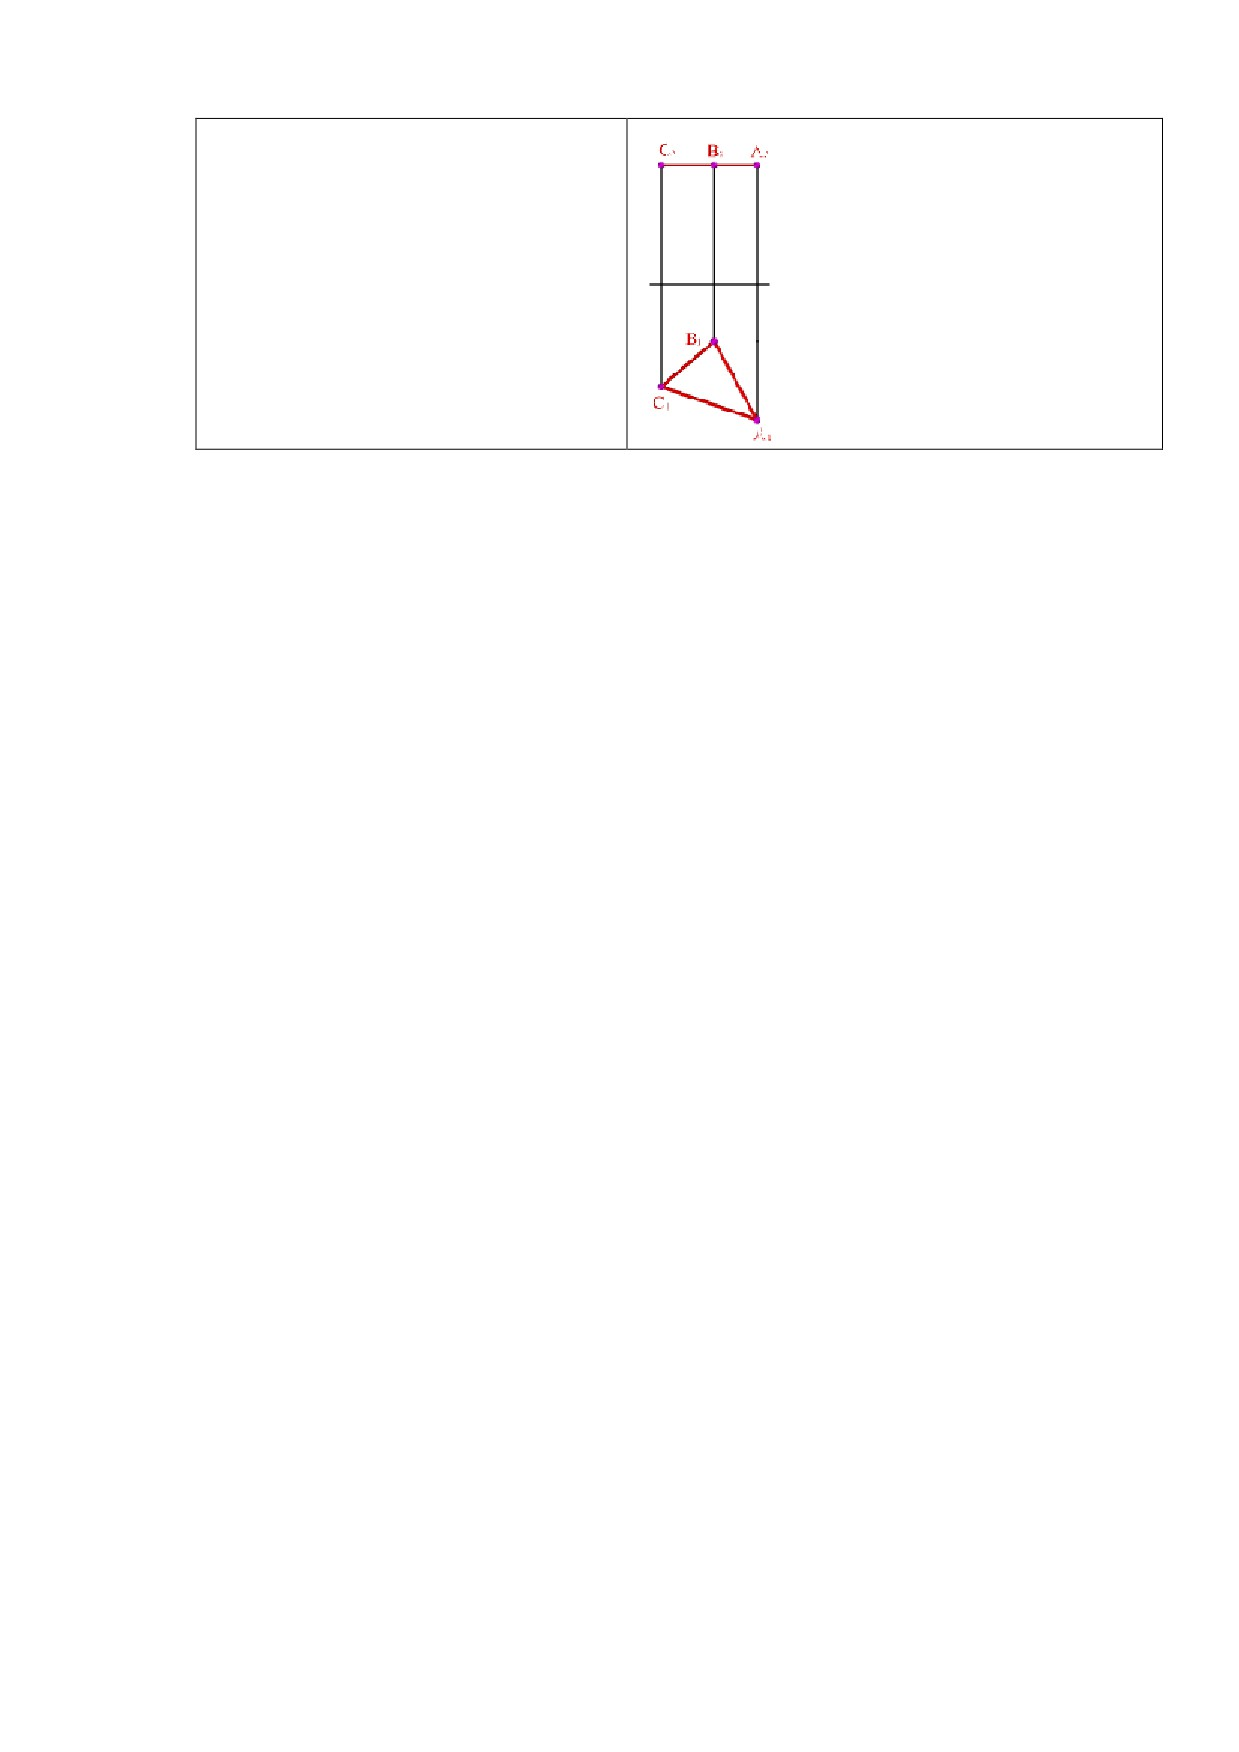 C₂ B₂ A₂
B₁
C₁
A₁